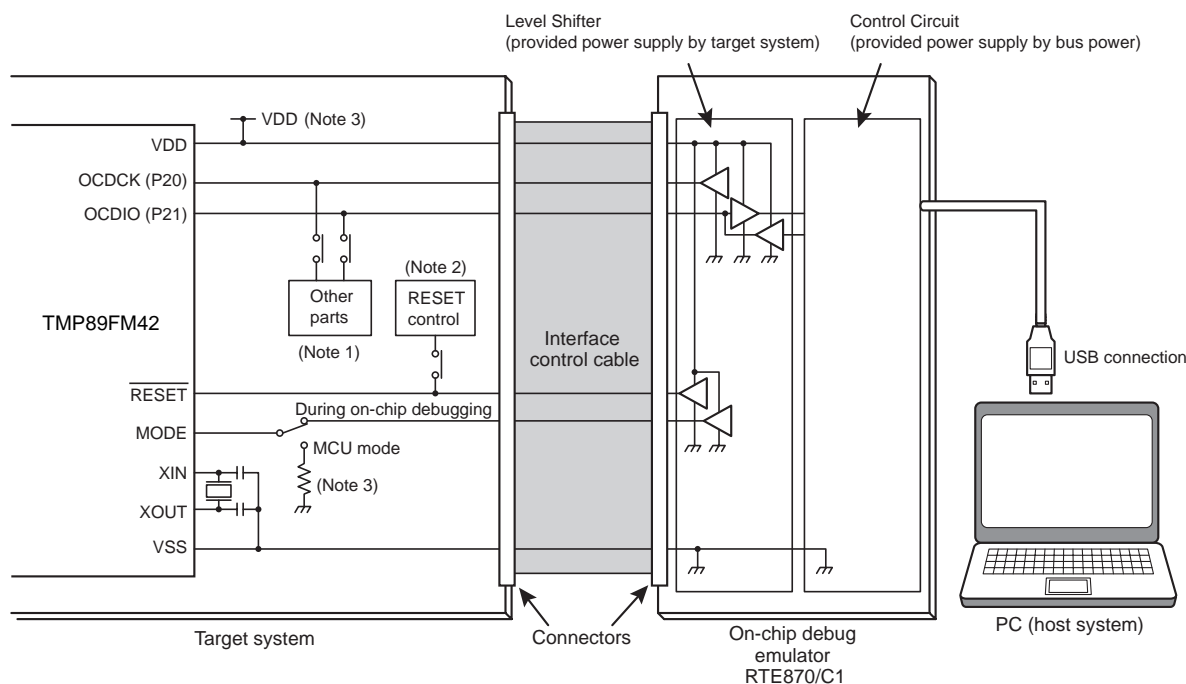 Level Shifter
(provided power supply by target system)
Control Circuit
(provided power supply by bus power)
VDD (Note 3)
VDD
OCDCK (P20)
OCDIO (P21)
(Note 2)
Other
parts
RESET
control
TMP89FM42
(Note 1)
Interface
control cable
USB connection
RESET
During on-chip debugging
MODE
MCU mode
XIN
(Note 3)
XOUT
VSS
Target system
Connectors
On-chip debug
emulator
RTE870/C1
PC (host system)